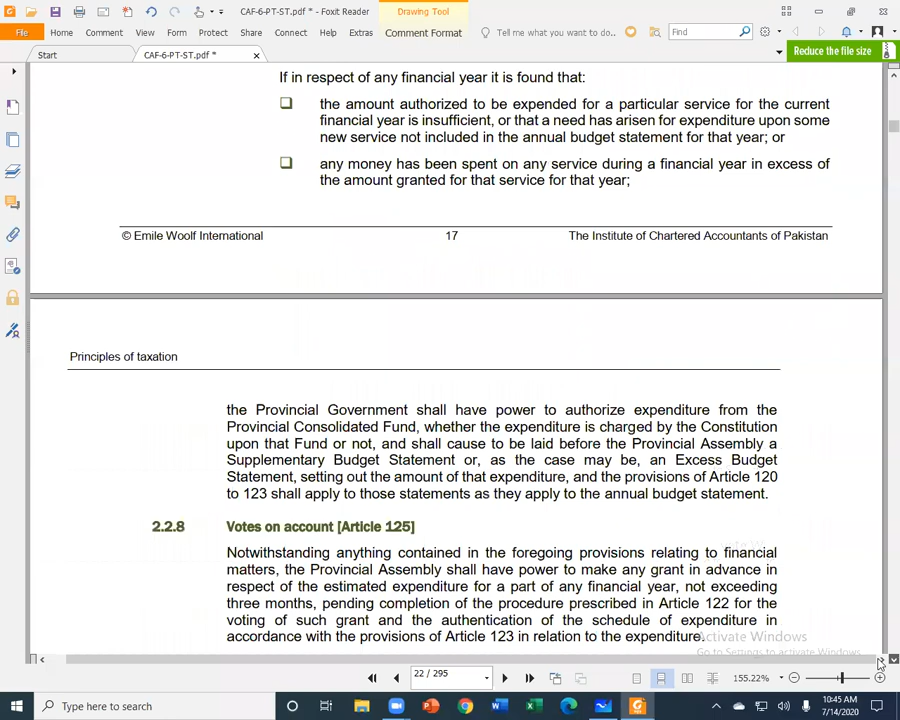 CAF-6-PT-ST.pdf * - Foxit Reader
Drawing Tool
File Home Comment View Form Protect Share Connect Help Extras Comment Format Tell me what you want to do.. Find
Start CAF-6-PT-ST.pdf * Reduce the file size
If in respect of any financial year it is found that:
the amount authorized to be expended for a particular service for the current
financial year is insufficient, or that a need has arisen for expenditure upon some
new service not included in the annual budget statement for that year; or
any money has been spent on any service during a financial year in excess of
the amount granted for that service for that year;
© Emile Woolf International 17 The Institute of Chartered Accountants of Pakistan
Principles of taxation
the Provincial Government shall have power to authorize expenditure from the
Provincial Consolidated Fund, whether the expenditure is charged by the Constitution
upon that Fund or not, and shall cause to be laid before the Provincial Assembly a
Supplementary Budget Statement or, as the case may be, an Excess Budget
Statement, setting out the amount of that expenditure, and the provisions of Article 120
to 123 shall apply to those statements as they apply to the annual budget statement.
2.2.8 Votes on account [Article 125]
Notwithstanding anything contained in the foregoing provisions relating to financial
matters, the Provincial Assembly shall have power to make any grant in advance in
respect of the estimated expenditure for a part of any financial year, not exceeding
three months, pending completion of the procedure prescribed in Article 122 for the
voting of such grant and the authentication of the schedule of expenditure in
accordance with the provisions of Article 123 in relation to the expenditure.
Activate Windows
Go to Settings to activate Windows.
22 / 295 155.22%
Type here to search
10:45 AM
7/14/2020